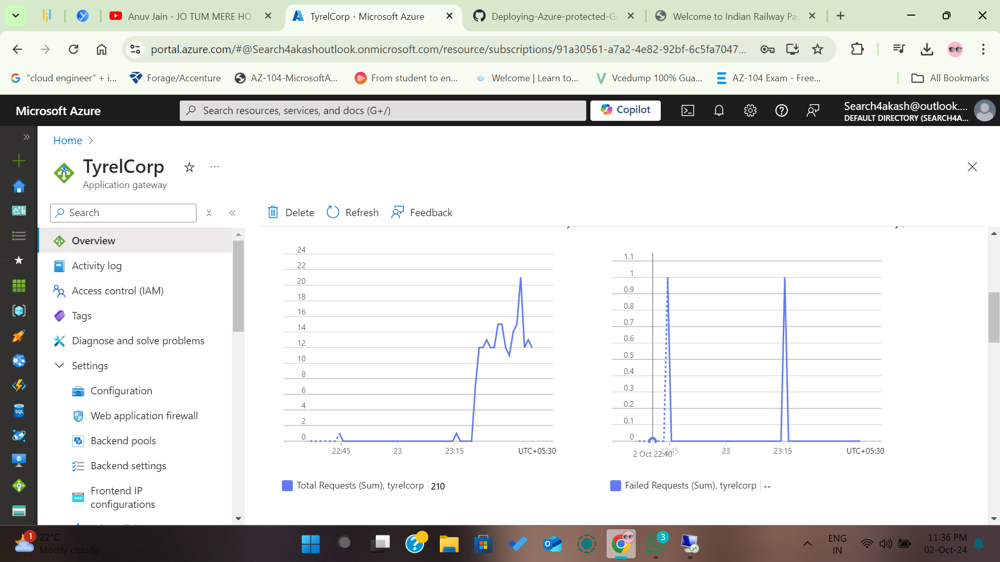 Anuv Jain - JO TUM MERE HO
TyrelCorp - Microsoft Azure
Deploying-Azure-protected-Ge
Welcome to Indian Railway Pas
portal.azure.com/#@Search4akashoutlook.onmicrosoft.com/resource/subscriptions/91a30561-a7a2-4e82-92bf-6c5fa7047...
"cloud engineer" + i...
Forage/Accenture
AZ-104-MicrosoftA...
From student to en...
Welcome | Learn to...
Vcedump 100% Gua...
AZ-104 Exam - Free...
All Bookmarks
Microsoft Azure
Search resources, services, and docs (G+/)
Copilot
Search4akash@outlook....
DEFAULT DIRECTORY (SEARCH4A...
Home
TyrelCorp
Application gateway
Search
Delete
Refresh
Feedback
Overview
Activity log
Access control (IAM)
Tags
Diagnose and solve problems
Settings
Configuration
Web application firewall
Backend pools
Backend settings
Frontend IP
configurations
SQL
24
22
20
18
16
14
12
10
8
6
4
2
0
22:45
23
23:15
UTC+05:30
Total Requests (Sum), tyrelcorp
210
1.1
1
0.9
0.8
0.7
0.6
0.5
0.4
0.3
0.2
0.1
0
2 Oct 22:40
22:45
23
23:15
UTC+05:30
Failed Requests (Sum), tyrelcorp
--
1
22°C
Mostly cloudy
3
ENG
IN
11:36 PM
02-Oct-24